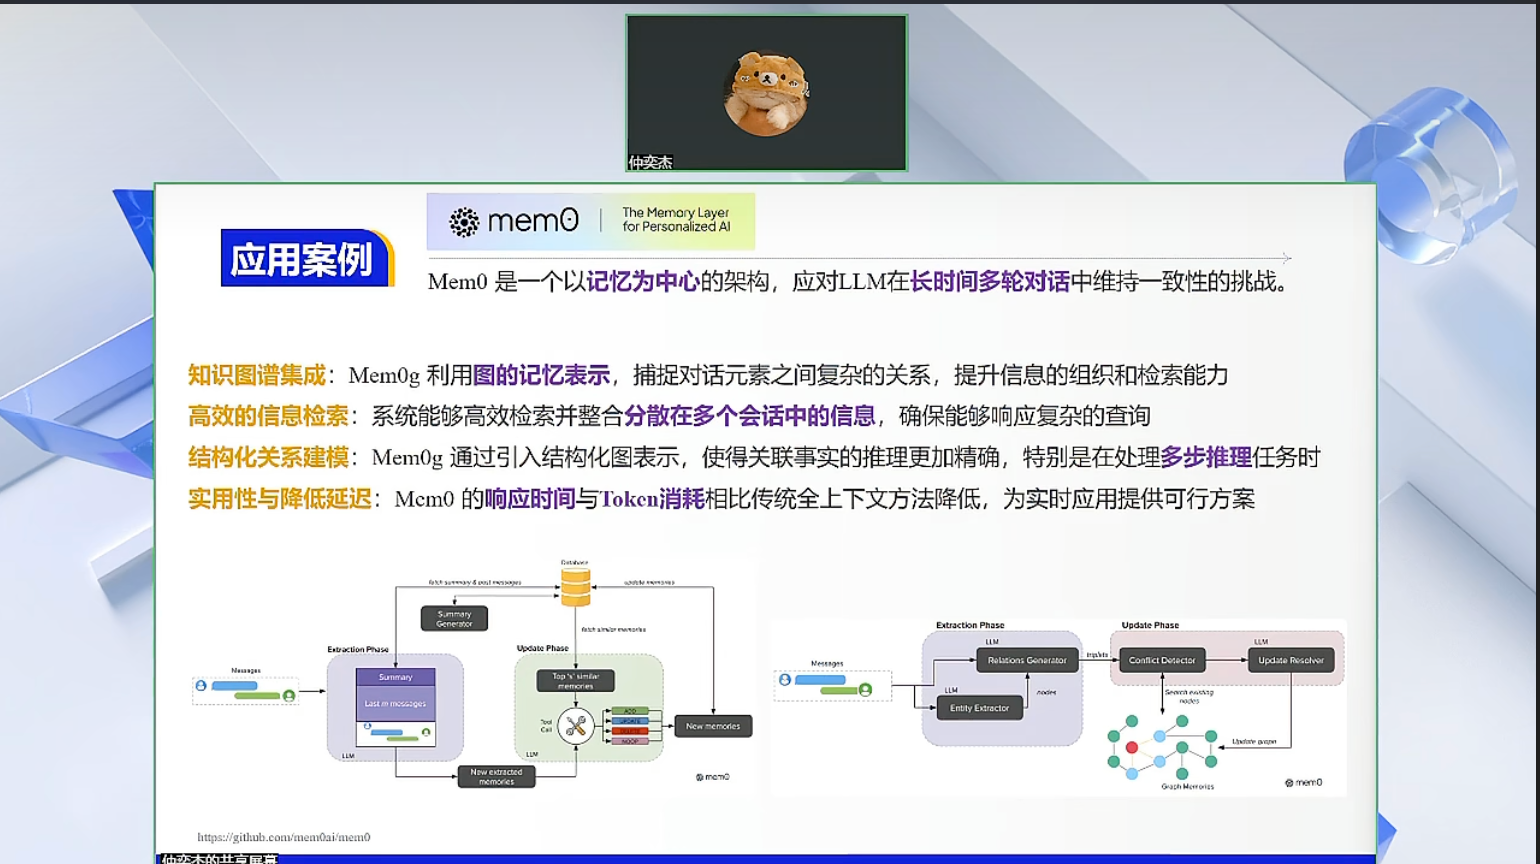 仲奕杰
mem0 | The Memory Layer
for Personalized AI
应用案例
Mem0 是一个以记忆为中心的架构，应对LLM在长时间多轮对话中维持一致性的挑战。
知识图谱集成：Mem0g 利用图的记忆表示，捕捉对话元素之间复杂的关系，提升信息的组织和检索能力
高效的信息检索：系统能够高效检索并整合分散在多个会话中的信息，确保能够响应复杂的查询
结构化关系建模：Mem0g 通过引入结构化图表示，使得关联事实的推理更加精确，特别是在处理多步推理任务时
实用性与降低延迟：Mem0 的响应时间与Token消耗相比传统全上下文方法降低，为实时应用提供可行方案
Database
fetch summary & past messages
update memories
Summary
Generator
fetch similar memories
Extraction Phase
Update Phase
Messages
Summary
Last m messages
LLM
Top 's' similar
memories
Tool
Call
ADD
UPDATE
DELETE
NOOP
LLM
New memories
New extracted
memories
mem0
Extraction Phase
Update Phase
Messages
LLM
Relations Generator
LLM
Entity Extractor
nodes
triplets
LLM
Conflict Detector
Update Resolver
Search existing
nodes
Update graph
Graph Memories
mem0
https://github.com/mem0ai/mem0
仲奕杰的共享屏幕